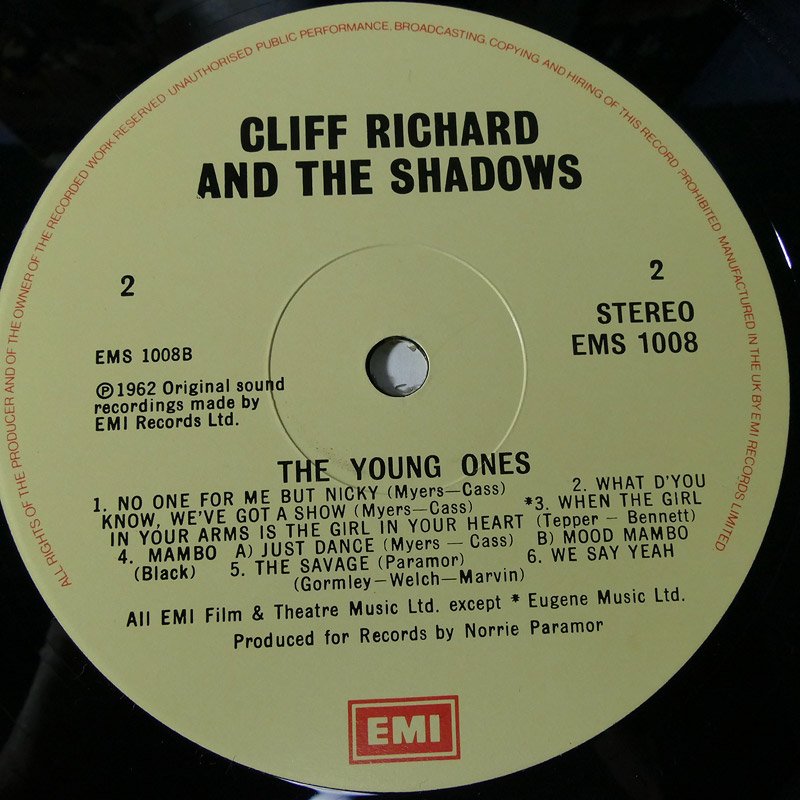 ALL RIGHTS OF THE PRODUCER AND OF THE OWNER OF THE RECORDED WORK RESERVED UNAUTHORISED PUBLIC PERFORMANCE, BROADCASTING, COPYING AND HIRING OF THIS RECORD PROHIBITED MANUFACTURED IN THE UK BY EMI RECORDS LIMITED
CLIFF RICHARD
AND THE SHADOWS
2
2
STEREO
EMS 1008
EMS 1008B
Ⓟ1962 Original sound
recordings made by
EMI Records Ltd.
THE YOUNG ONES
1. NO ONE FOR ME BUT NICKY (Myers—Cass) 2. WHAT D'YOU
KNOW, WE'VE GOT A SHOW (Myers—Cass) *3. WHEN THE GIRL
IN YOUR ARMS IS THE GIRL IN YOUR HEART (Tepper – Bennett)
4. MAMBO A) JUST DANCE (Myers — Cass) B) MOOD MAMBO
(Black) 5. THE SAVAGE (Paramor) 6. WE SAY YEAH
(Gormley—Welch—Marvin)
All EMI Film & Theatre Music Ltd. except * Eugene Music Ltd.
Produced for Records by Norrie Paramor
EMI